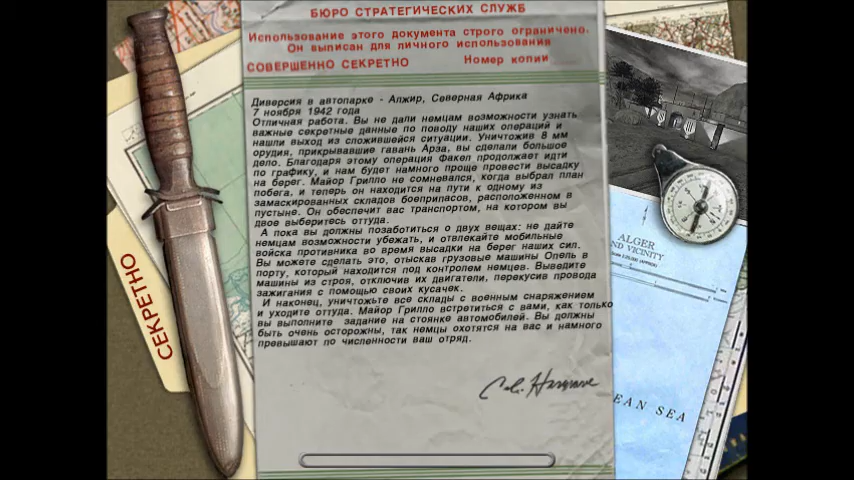 БЮРО СТРАТЕГИЧЕСКИХ СЛУЖБ
Использование этого документа строго ограничено.
Он выписан для личного использования
СОВЕРШЕННО СЕКРЕТНО Номер копии
Диверсия в автопарке - Алжир, Северная Африка
7 ноября 1942 года
Отличная работа. Вы не дали немцам возможности узнать
важные секретные данные по поводу наших операций и
нашли выход из сложившейся ситуации. Уничтожив 8 мм
орудия, прикрывавшие гавань Арза, вы сделали большое
дело. Благодаря этому операция Факел продолжает идти
по графику, и нам будет намного проще провести высадку
на берег. Майор Грилло не сомневался, когда выбрал план
побега, и теперь он находится на пути к одному из
замаскированных складов боеприпасов, расположенном в
пустыне. Он обеспечит вас транспортом, на котором вы
двое выберитесь оттуда.
А пока вы должны позаботиться о двух вещах: не дайте
немцам возможности убежать, и отвлекайте мобильные
войска противника во время высадки на берег наших сил.
Вы можете сделать это, отыскав грузовые машины Опель в
порту, который находится под контролем немцев. Выведите
машины из строя, отключив их двигатели, перекусив провода
зажигания с помощью своих кусачек.
И наконец, уничтожьте все склады с военным снаряжением
и уходите оттуда. Майор Грилло встретиться с вами, как только
вы выполните задание на стоянке автомобилей. Вы должны
быть очень осторожны, так немцы охотятся на вас и намного
превышают по численности ваш отряд.
Col. Hargrove
СЕКРЕТНО
ALGER
ND VICINITY
EAN SEA